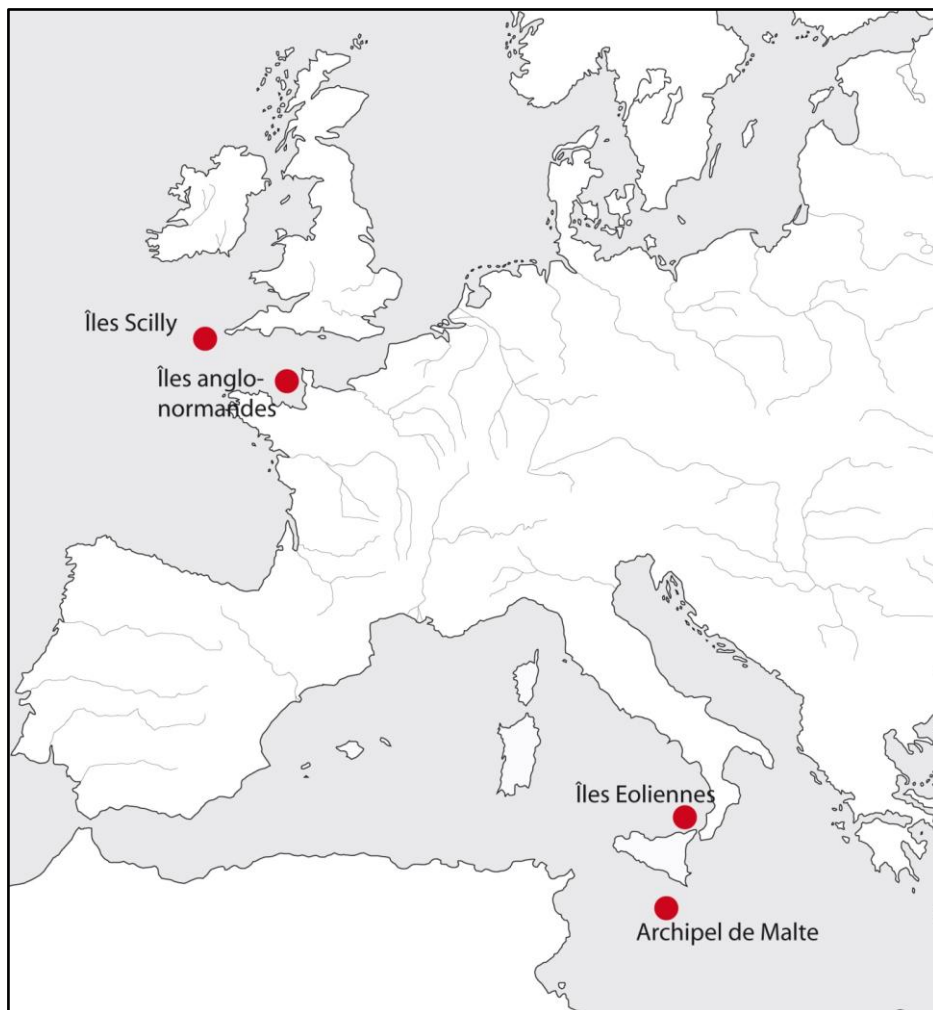 Îles Scilly
Îles anglo-
normandes
Îles Eoliennes
Archipel de Malte